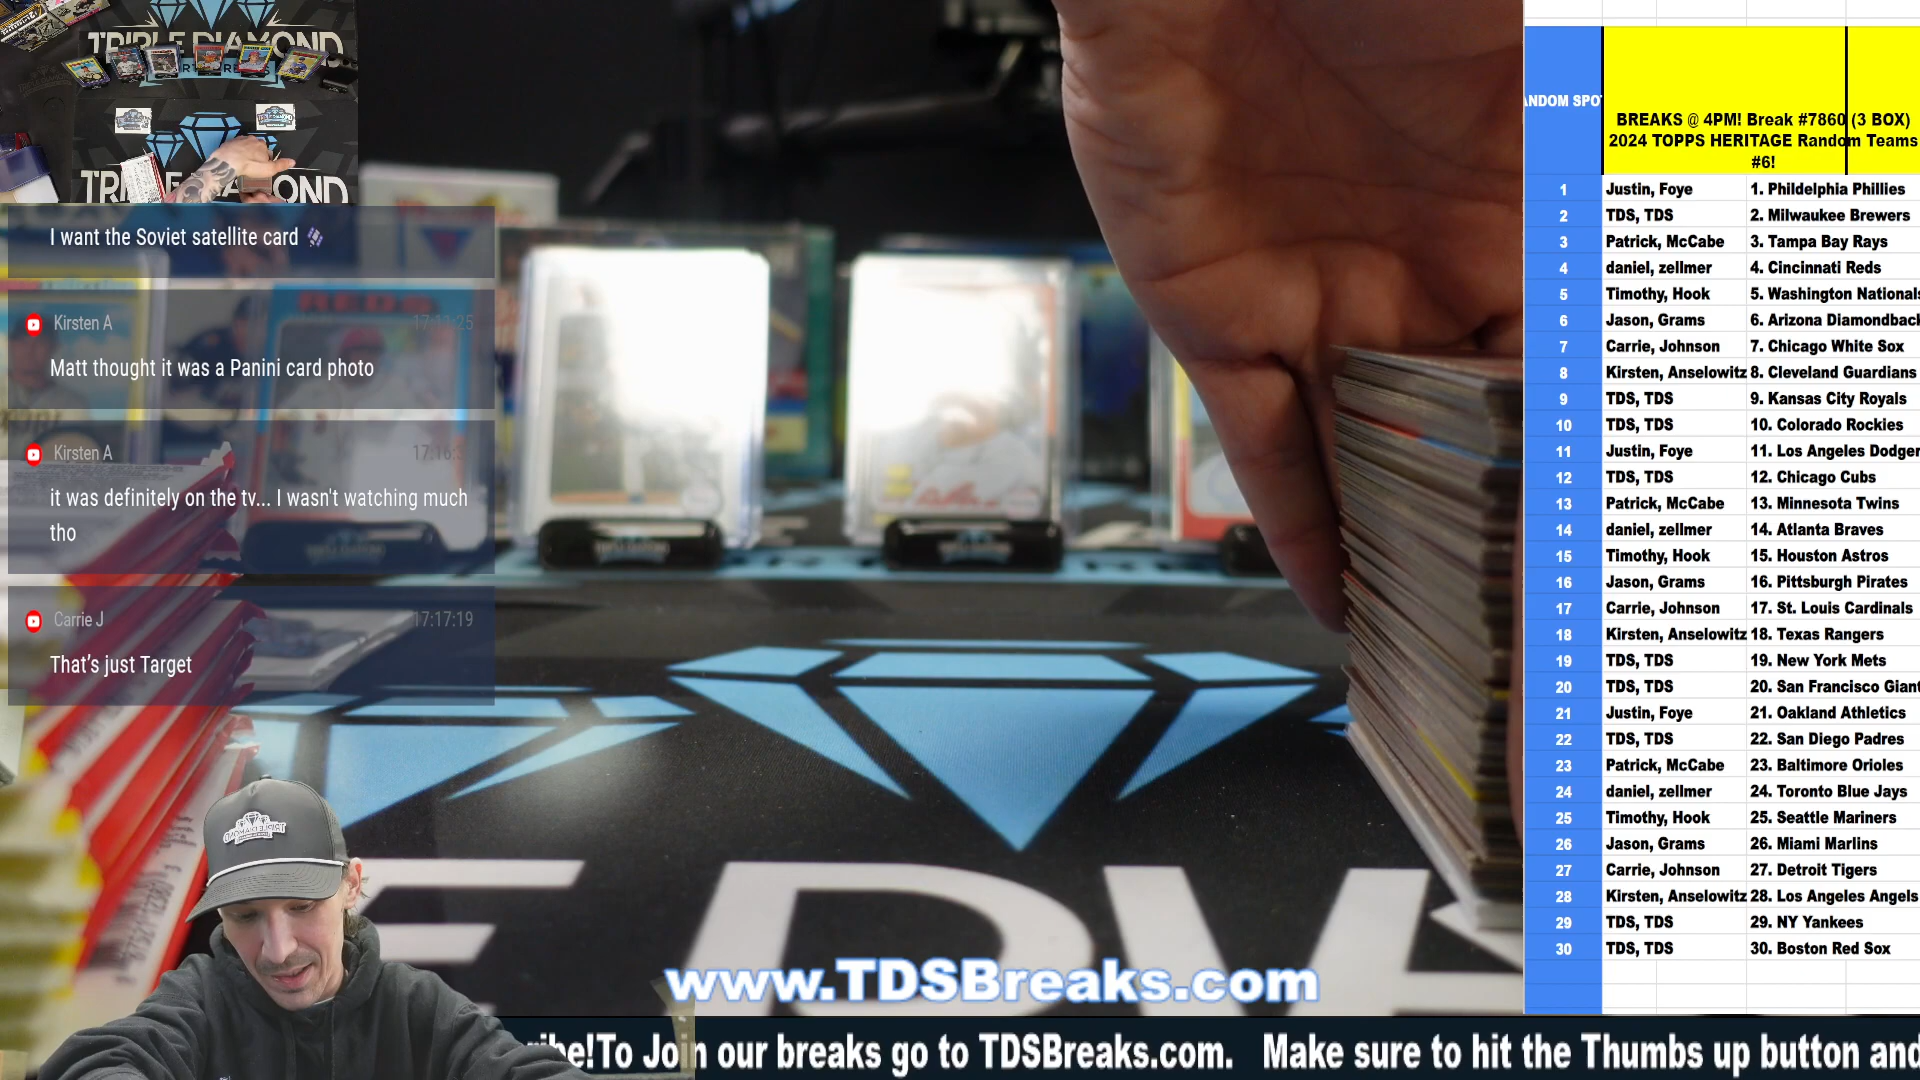 TRIPLE DIAMOND
I want the Soviet satellite card
Kirsten A
Matt thought it was a Panini card photo
Kirsten A
it was definitely on the tv... I wasn't watching much
tho
Carrie J 17:17:19
That's just Target
REDS
www.TDSBreaks.com
To Join our breaks go to TDSBreaks.com. Make sure to hit the Thumbs up button and
BREAKS @ 4PM! Break #7860 (3 BOX)
2024 TOPPS HERITAGE Random Teams
#6!
1 Justin, Foye 1. Phildelphia Phillies
2 TDS, TDS 2. Milwaukee Brewers
3 Patrick, McCabe 3. Tampa Bay Rays
4 daniel, zellmer 4. Cincinnati Reds
5 Timothy, Hook 5. Washington Nationals
6 Jason, Grams 6. Arizona Diamondback
7 Carrie, Johnson 7. Chicago White Sox
8 Kirsten, Anselowitz 8. Cleveland Guardians
9 TDS, TDS 9. Kansas City Royals
10 TDS, TDS 10. Colorado Rockies
11 Justin, Foye 11. Los Angeles Dodger
12 TDS, TDS 12. Chicago Cubs
13 Patrick, McCabe 13. Minnesota Twins
14 daniel, zellmer 14. Atlanta Braves
15 Timothy, Hook 15. Houston Astros
16 Jason, Grams 16. Pittsburgh Pirates
17 Carrie, Johnson 17. St. Louis Cardinals
18 Kirsten, Anselowitz 18. Texas Rangers
19 TDS, TDS 19. New York Mets
20 TDS, TDS 20. San Francisco Giant
21 Justin, Foye 21. Oakland Athletics
22 TDS, TDS 22. San Diego Padres
23 Patrick, McCabe 23. Baltimore Orioles
24 daniel, zellmer 24. Toronto Blue Jays
25 Timothy, Hook 25. Seattle Mariners
26 Jason, Grams 26. Miami Marlins
27 Carrie, Johnson 27. Detroit Tigers
28 Kirsten, Anselowitz 28. Los Angeles Angels
29 TDS, TDS 29. NY Yankees
30 TDS, TDS 30. Boston Red Sox